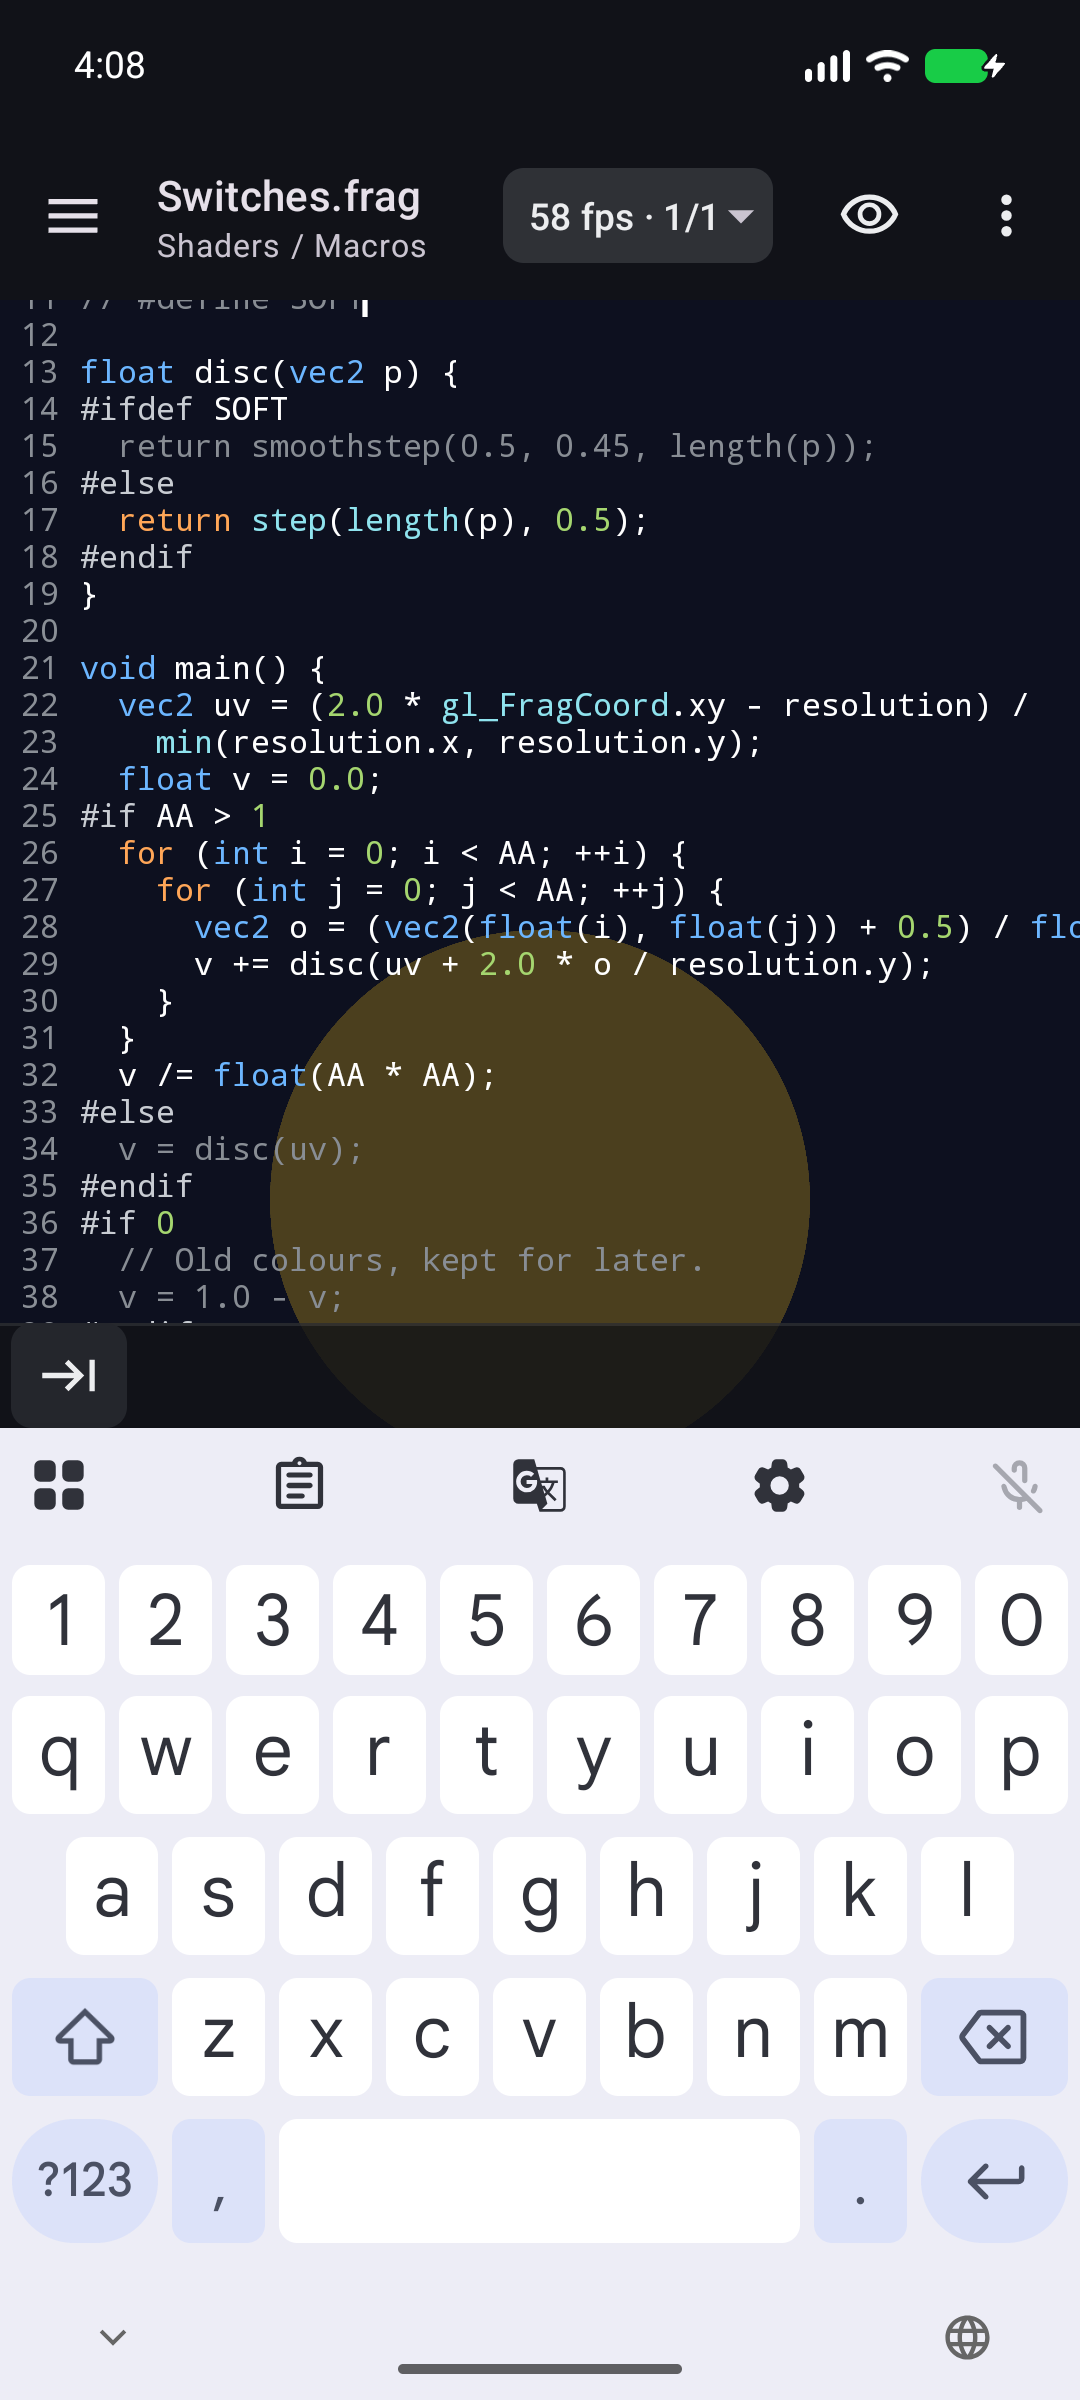 4:08
Switches.frag
Shaders / Macros
58 fps · 1/1
11 // #define SOFT
12
13 float disc(vec2 p) {
14 #ifdef SOFT
15   return smoothstep(0.5, 0.45, length(p));
16 #else
17   return step(length(p), 0.5);
18 #endif
19 }
20
21 void main() {
22   vec2 uv = (2.0 * gl_FragCoord.xy - resolution) /
23     min(resolution.x, resolution.y);
24   float v = 0.0;
25 #if AA > 1
26   for (int i = 0; i < AA; ++i) {
27     for (int j = 0; j < AA; ++j) {
28       vec2 o = (vec2(float(i), float(j)) + 0.5) / flo
29       v += disc(uv + 2.0 * o / resolution.y);
30     }
31   }
32   v /= float(AA * AA);
33 #else
34   v = disc(uv);
35 #endif
36 #if 0
37   // Old colours, kept for later.
38   v = 1.0 - v;
1 2 3 4 5 6 7 8 9 0
q w e r t y u i o p
a s d f g h j k l
z x c v b n m
?123 , .